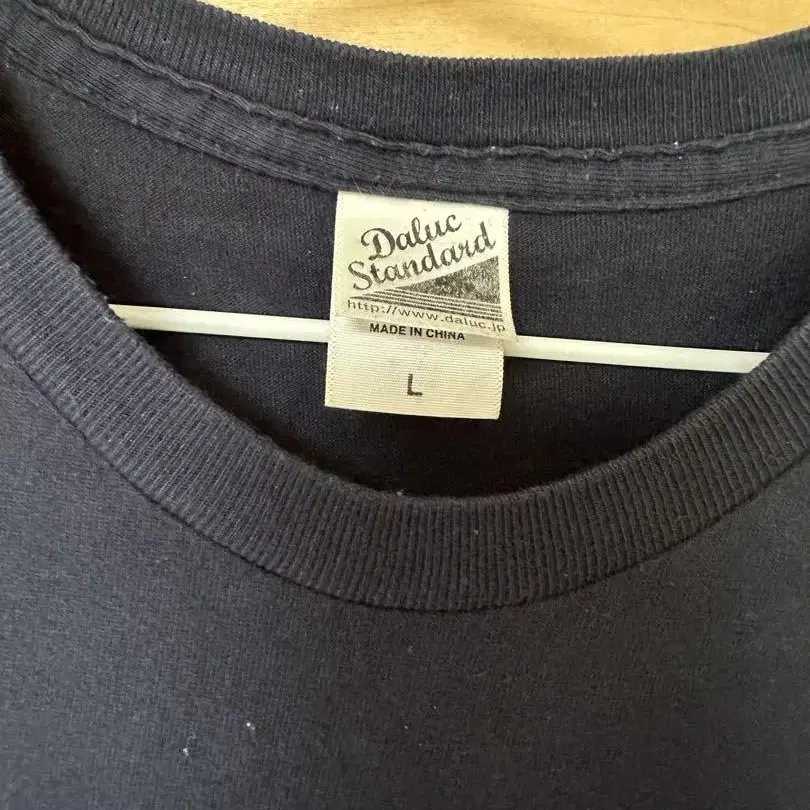 Daluc
Standard
http://www.daluc.jp
MADE IN CHINA
L